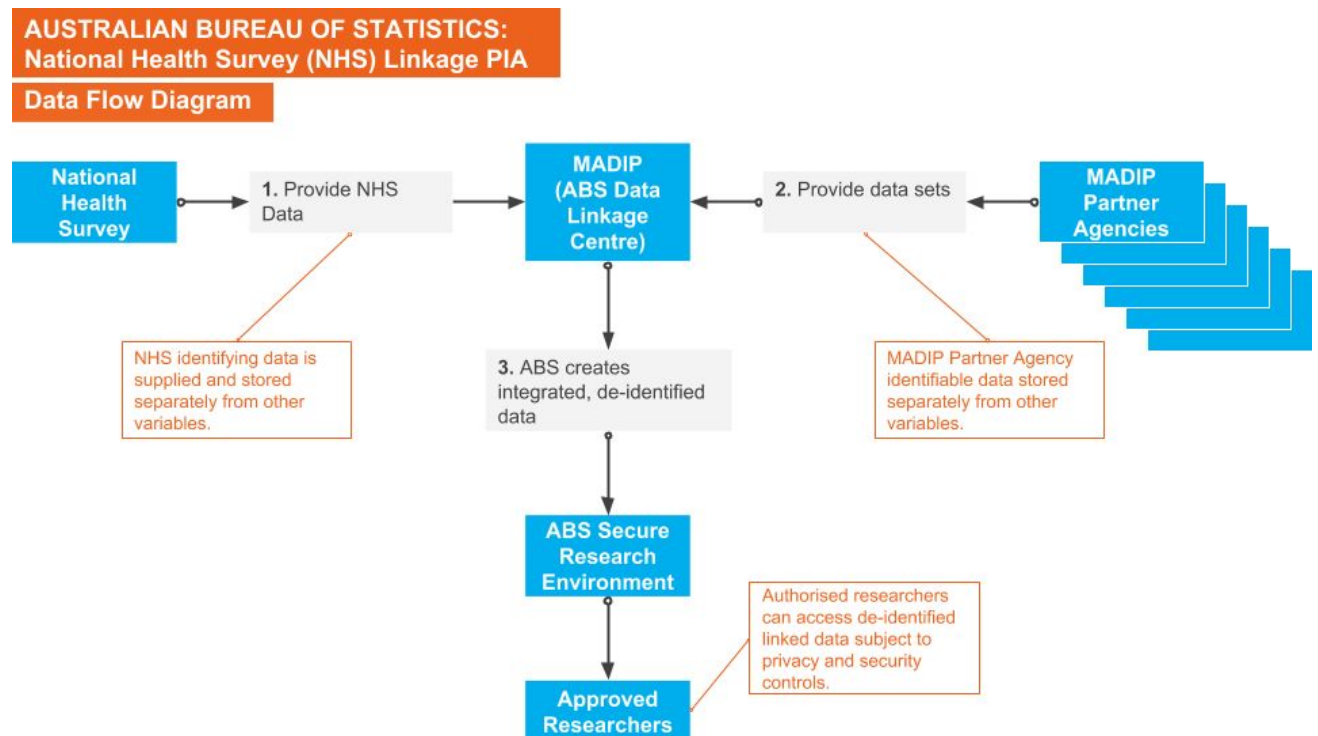 AUSTRALIAN BUREAU OF STATISTICS:
National Health Survey (NHS) Linkage PIA
Data Flow Diagram
National
Health
Survey
1. Provide NHS
Data
MADIP
(ABS Data
Linkage
Centre)
2. Provide data sets
MADIP
Partner
Agencies
NHS identifying data is
supplied and stored
separately from other
variables.
3. ABS creates
integrated, de-identified
data
MADIP Partner Agency
identifiable data stored
separately from other
variables.
ABS Secure
Research
Environment
Authorised researchers
can access de-identified
linked data subject to
privacy and security
controls.
Approved
Researchers